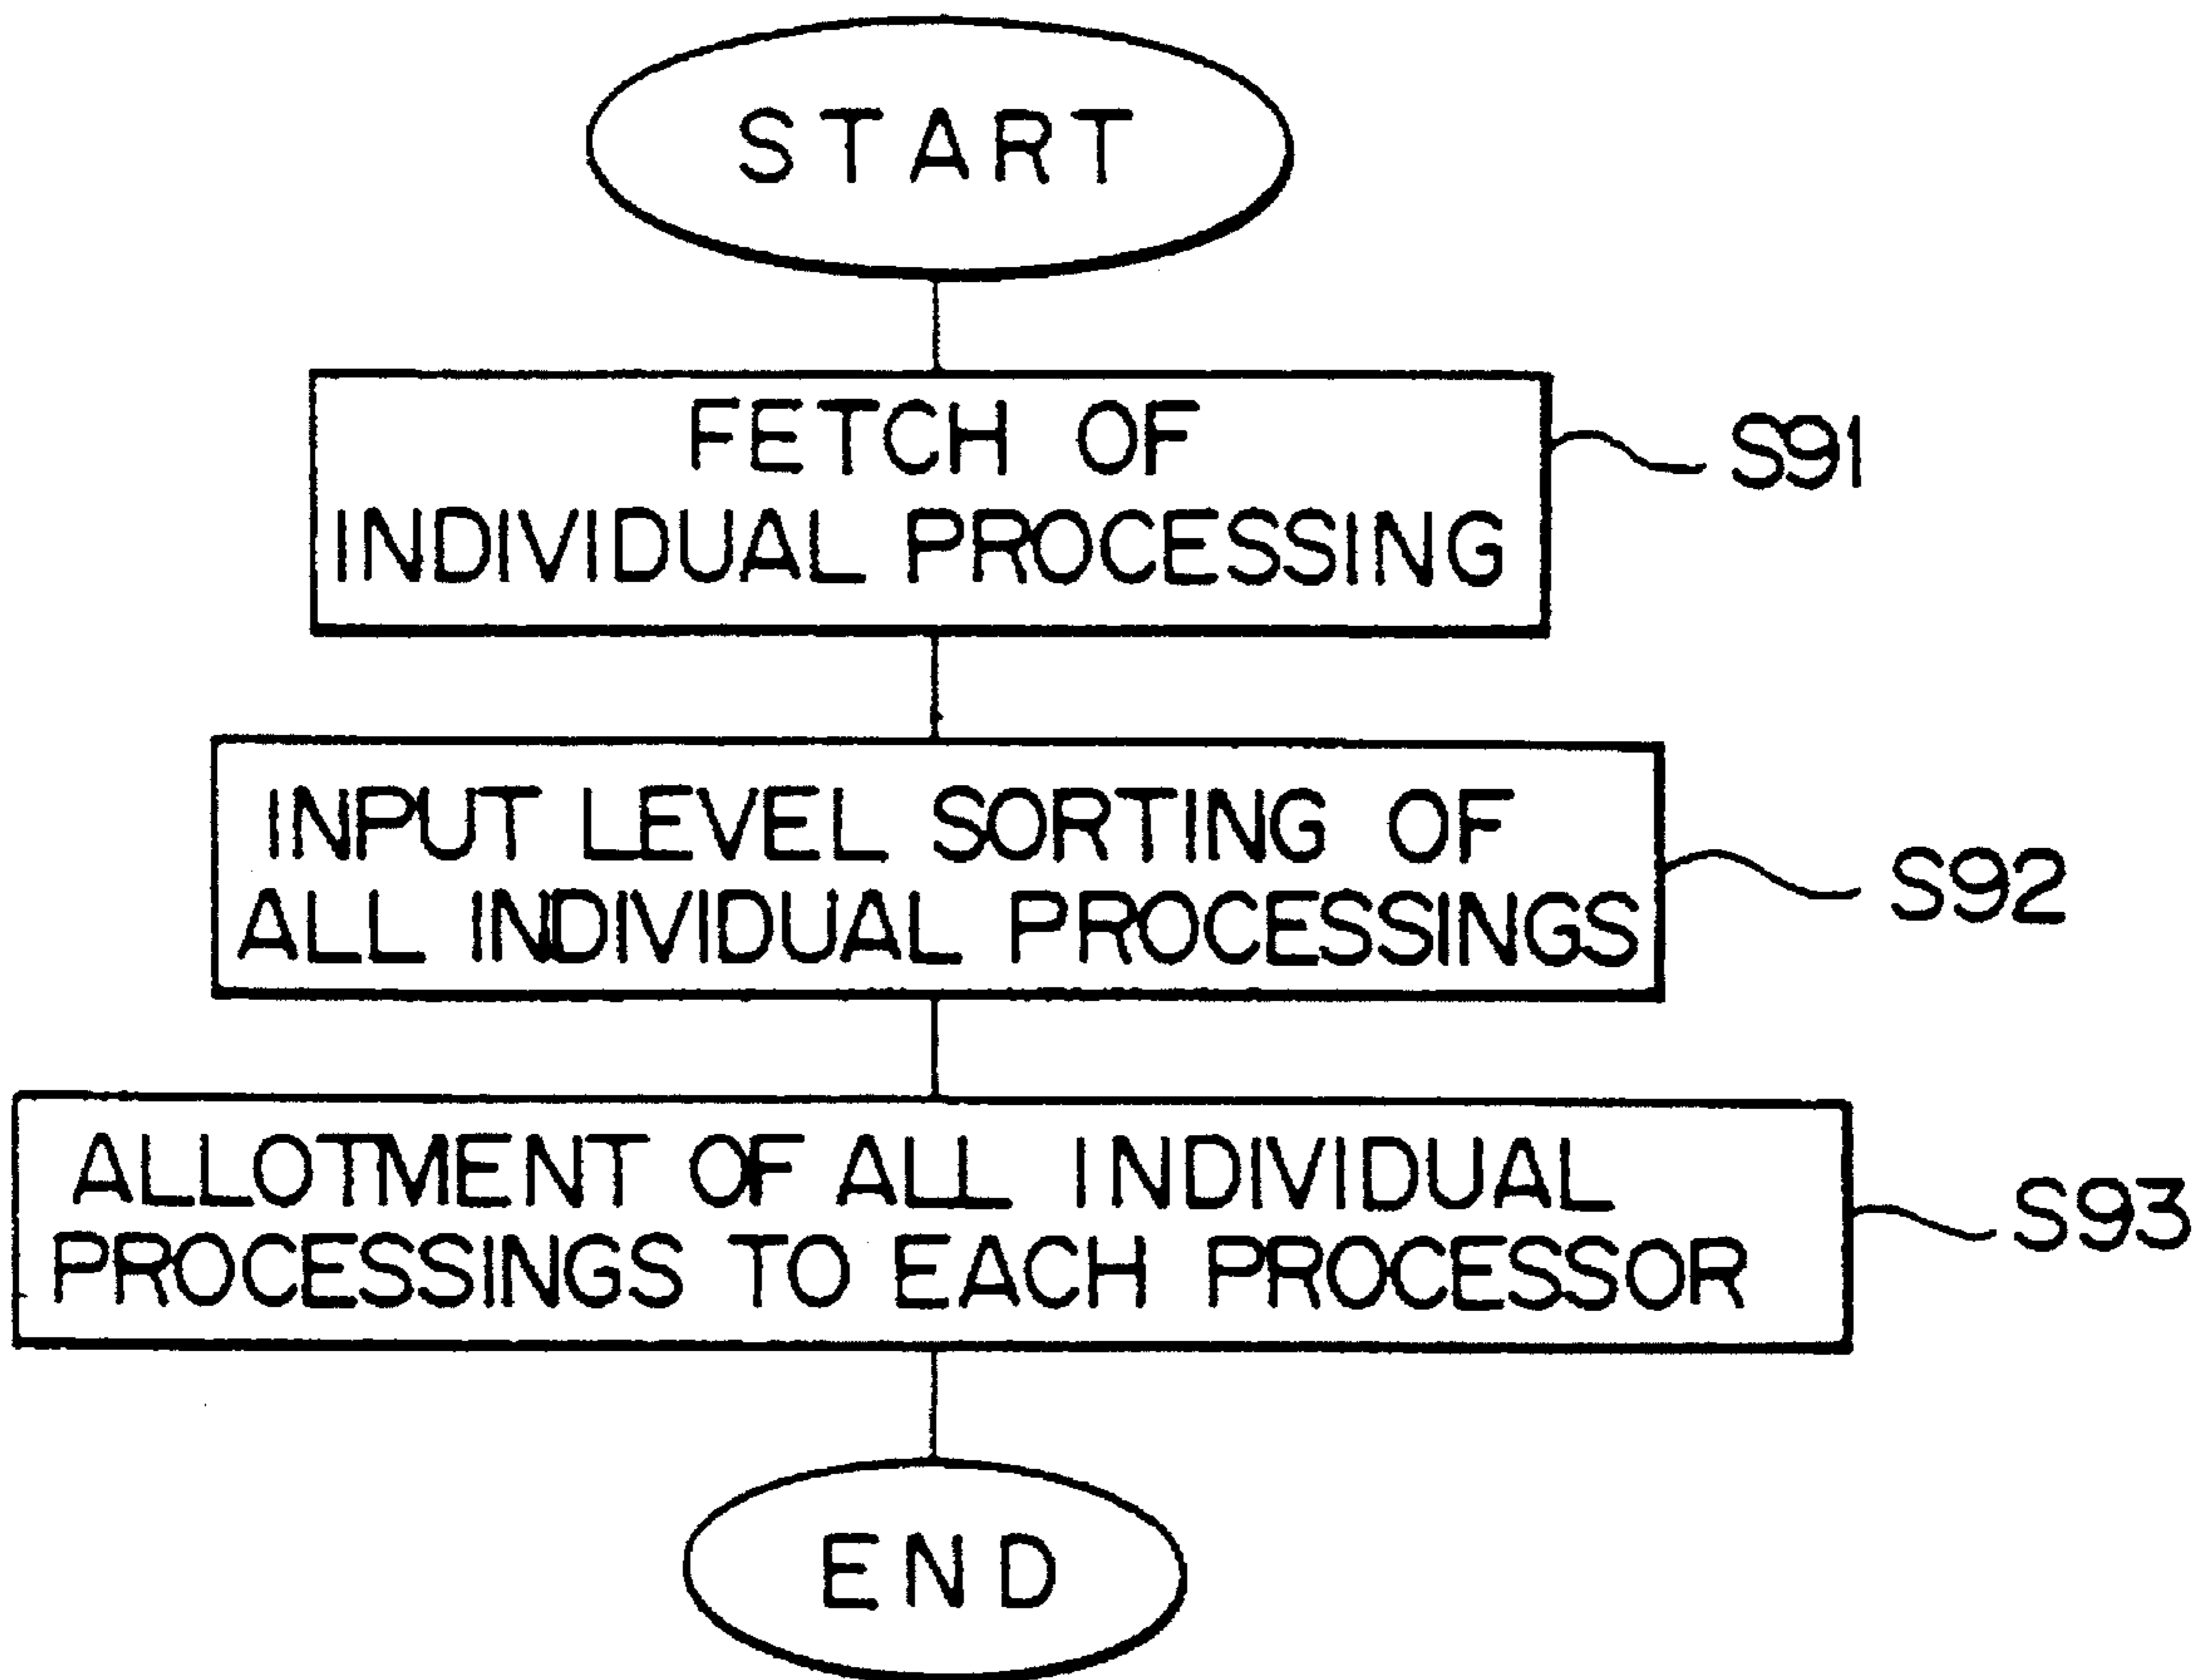 START
FETCH OF
INDIVIDUAL PROCESSING
S91
INPUT LEVEL SORTING OF
ALL INDIVIDUAL PROCESSINGS
S92
ALLOTMENT OF ALL INDIVIDUAL
PROCESSINGS TO EACH PROCESSOR
S93
END